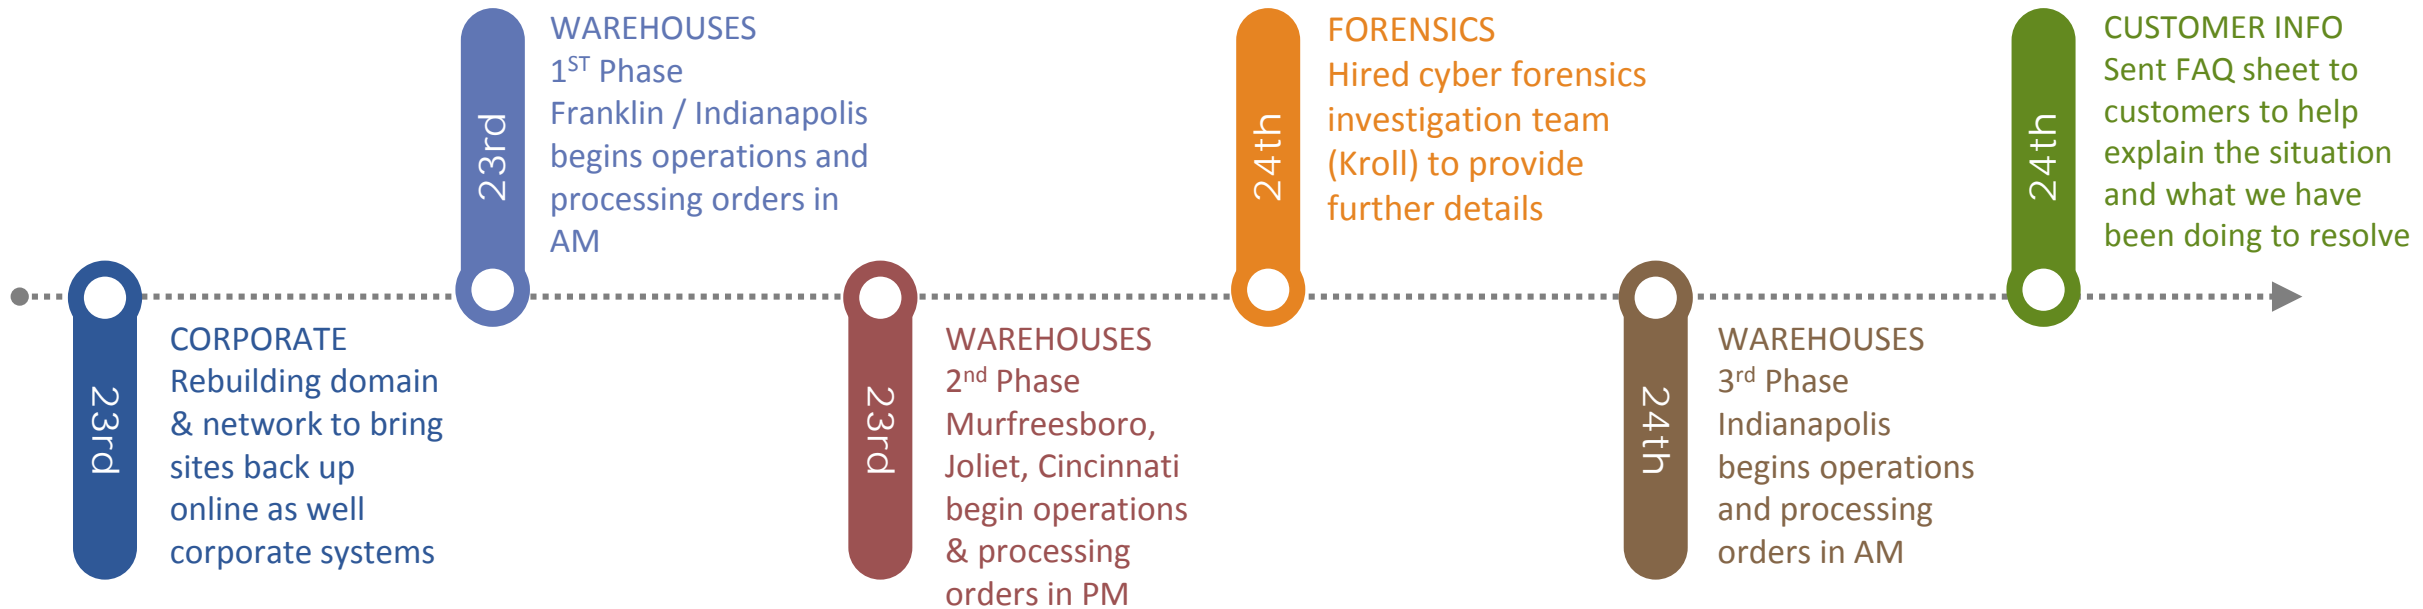 23rd
CORPORATE
Rebuilding domain
& network to bring
sites back up
online as well
corporate systems
23rd
WAREHOUSES
1ST Phase
Franklin / Indianapolis
begins operations and
processing orders in
AM
23rd
WAREHOUSES
2nd Phase
Murfreesboro,
Joliet, Cincinnati
begin operations
& processing
orders in PM
24th
FORENSICS
Hired cyber forensics
investigation team
(Kroll) to provide
further details
24th
WAREHOUSES
3rd Phase
Indianapolis
begins operations
and processing
orders in AM
24th
CUSTOMER INFO
Sent FAQ sheet to
customers to help
explain the situation
and what we have
been doing to resolve